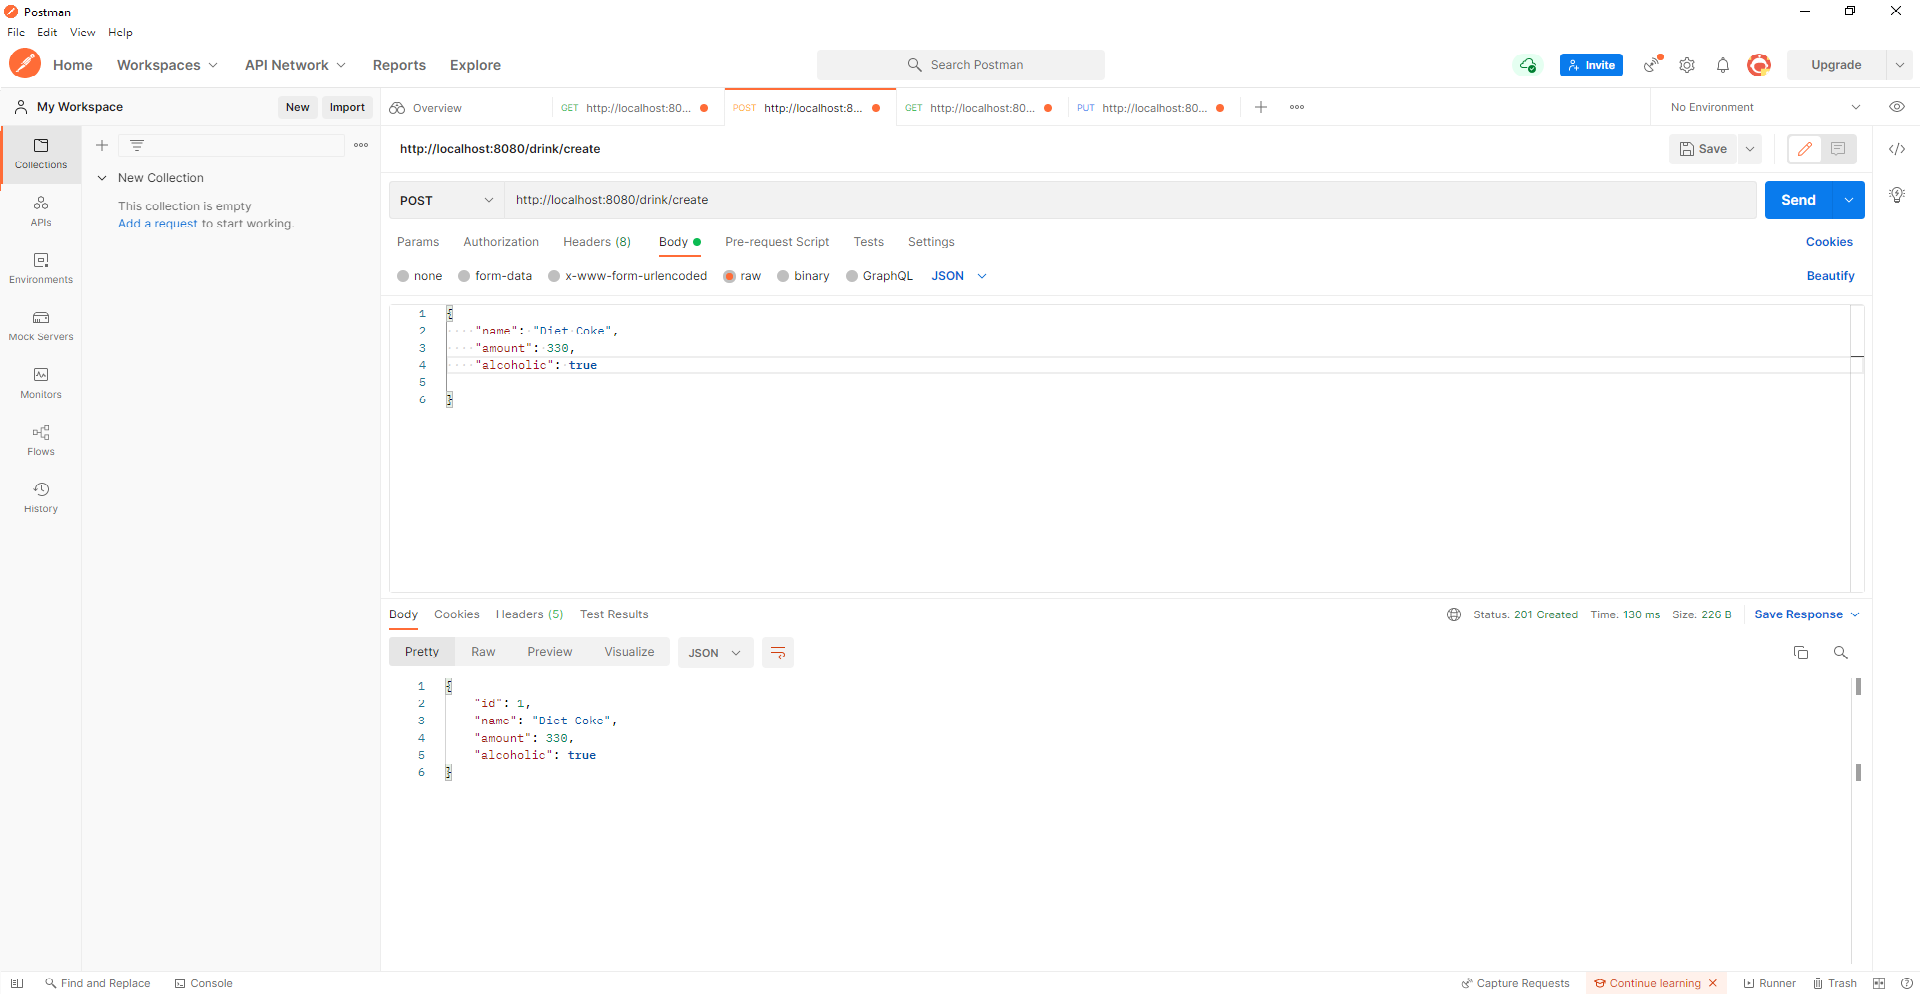 Postman
File Edit View Help
Home Workspaces API Network Reports Explore Search Postman Invite Upgrade
My Workspace New Import Overview GET http://localhost:80... POST http://localhost:8... GET http://localhost:80... PUT http://localhost:80... No Environment
Collections
APIs
Environments
Mock Servers
Monitors
Flows
History
New Collection
This collection is empty
Add a request to start working.
http://localhost:8080/drink/create Save
POST http://localhost:8080/drink/create Send
Params Authorization Headers (8) Body Pre-request Script Tests Settings Cookies
none form-data x-www-form-urlencoded raw binary GraphQL JSON Beautify
1 {
2 "name": "Diet Coke",
3 "amount": 330,
4 "alcoholic": true
5
6 }
Body Cookies Headers (5) Test Results Status: 201 Created Time: 130 ms Size: 226 B Save Response
Pretty Raw Preview Visualize JSON
1 {
2 "id": 1,
3 "name": "Diet Coke",
4 "amount": 330,
5 "alcoholic": true
6 }
Find and Replace Console Capture Requests Continue learning Runner Trash